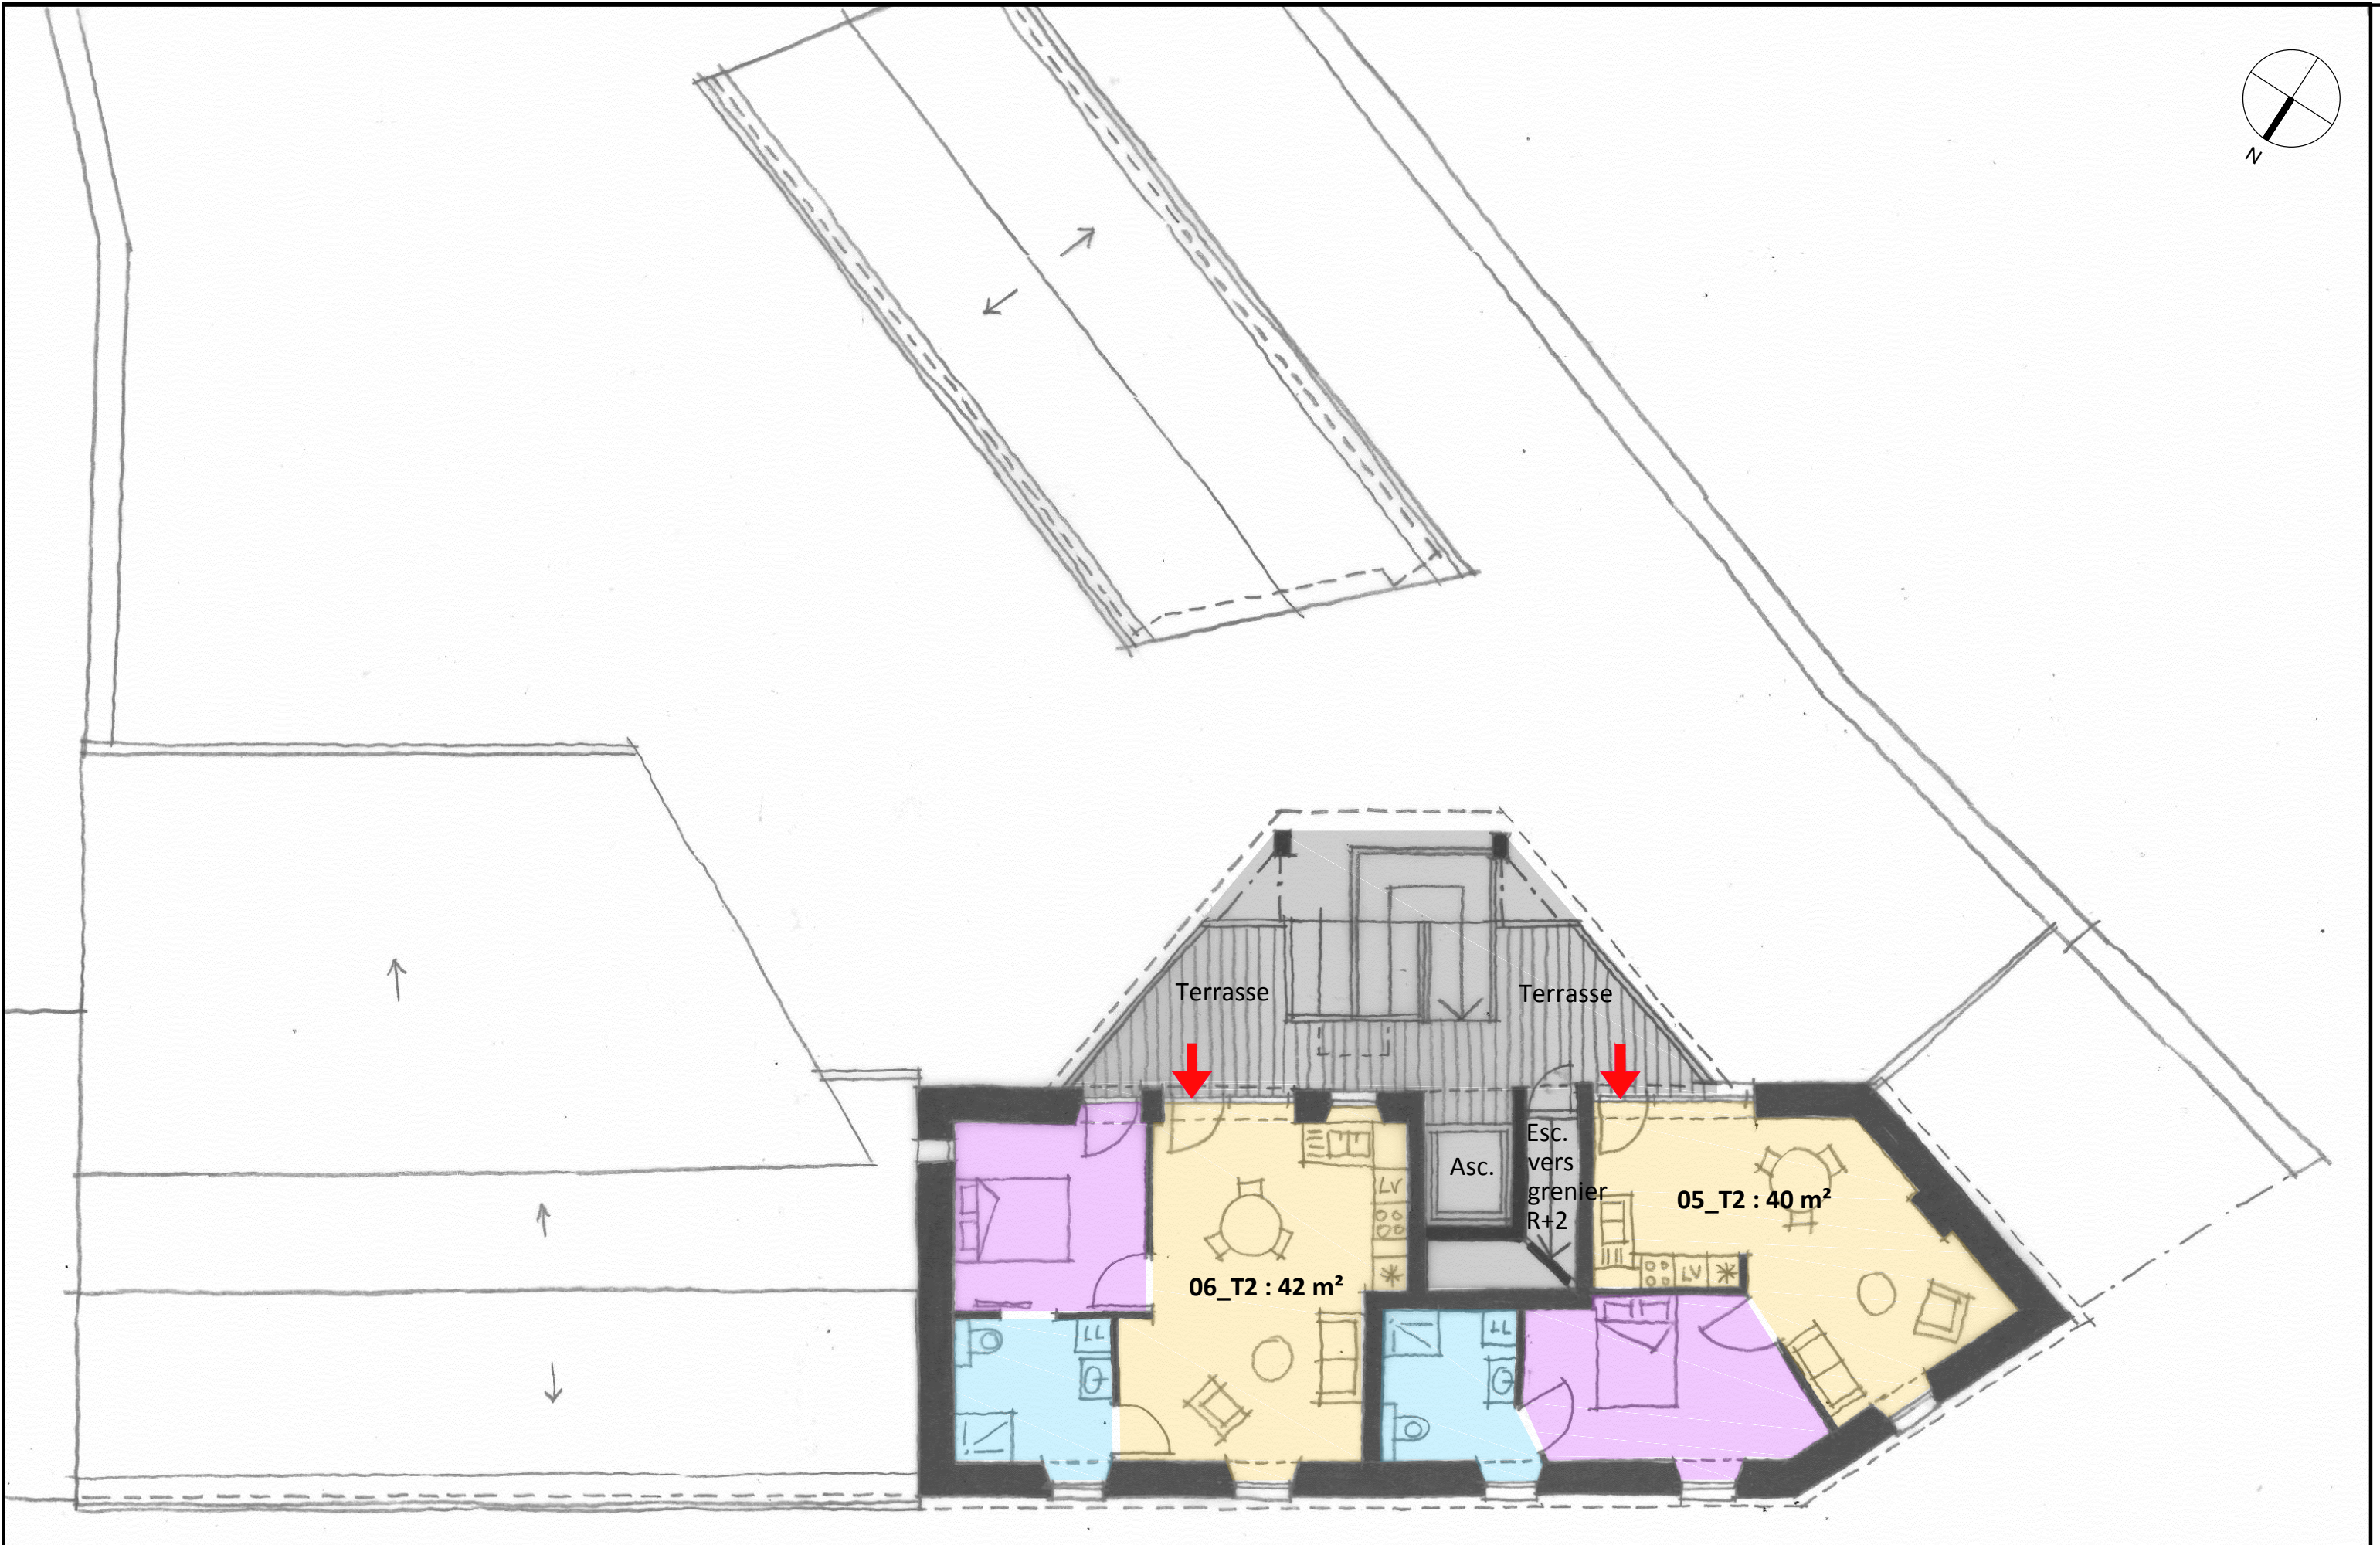 N
Terrasse
Terrasse
Esc.
vers
grenier
R+2
Asc.
LV
05_T2 : 40 m²
06_T2 : 42 m²
LV
LL
LL